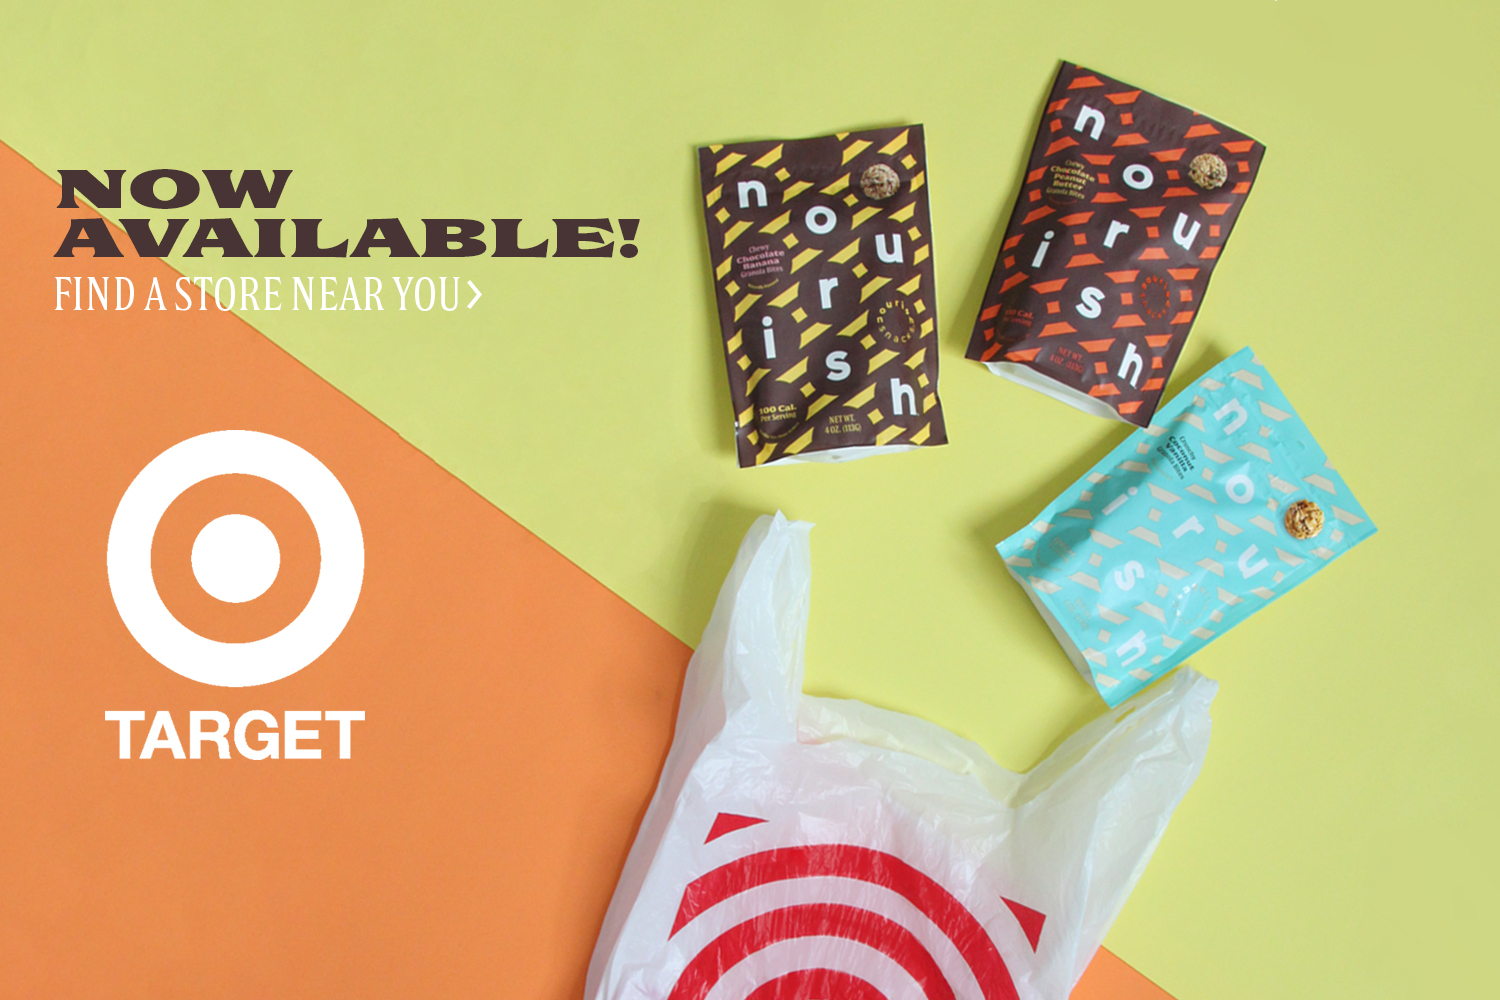 NOW
AVAILABLE!
FIND A STORE NEAR YOU>
TARGET
nourish
Chewy
Chocolate
Banana
Granola Bites
nourish snacks
100 Cal.
Per Serving
NET WT.
4 OZ. (113G)
nourish
Chewy
Chocolate
Peanut
Butter
Granola Bites
100 Cal.
Per Serving
NET WT.
4 OZ. (113G)
nourish
Crunchy
Coconut
Vanilla
Granola Bites